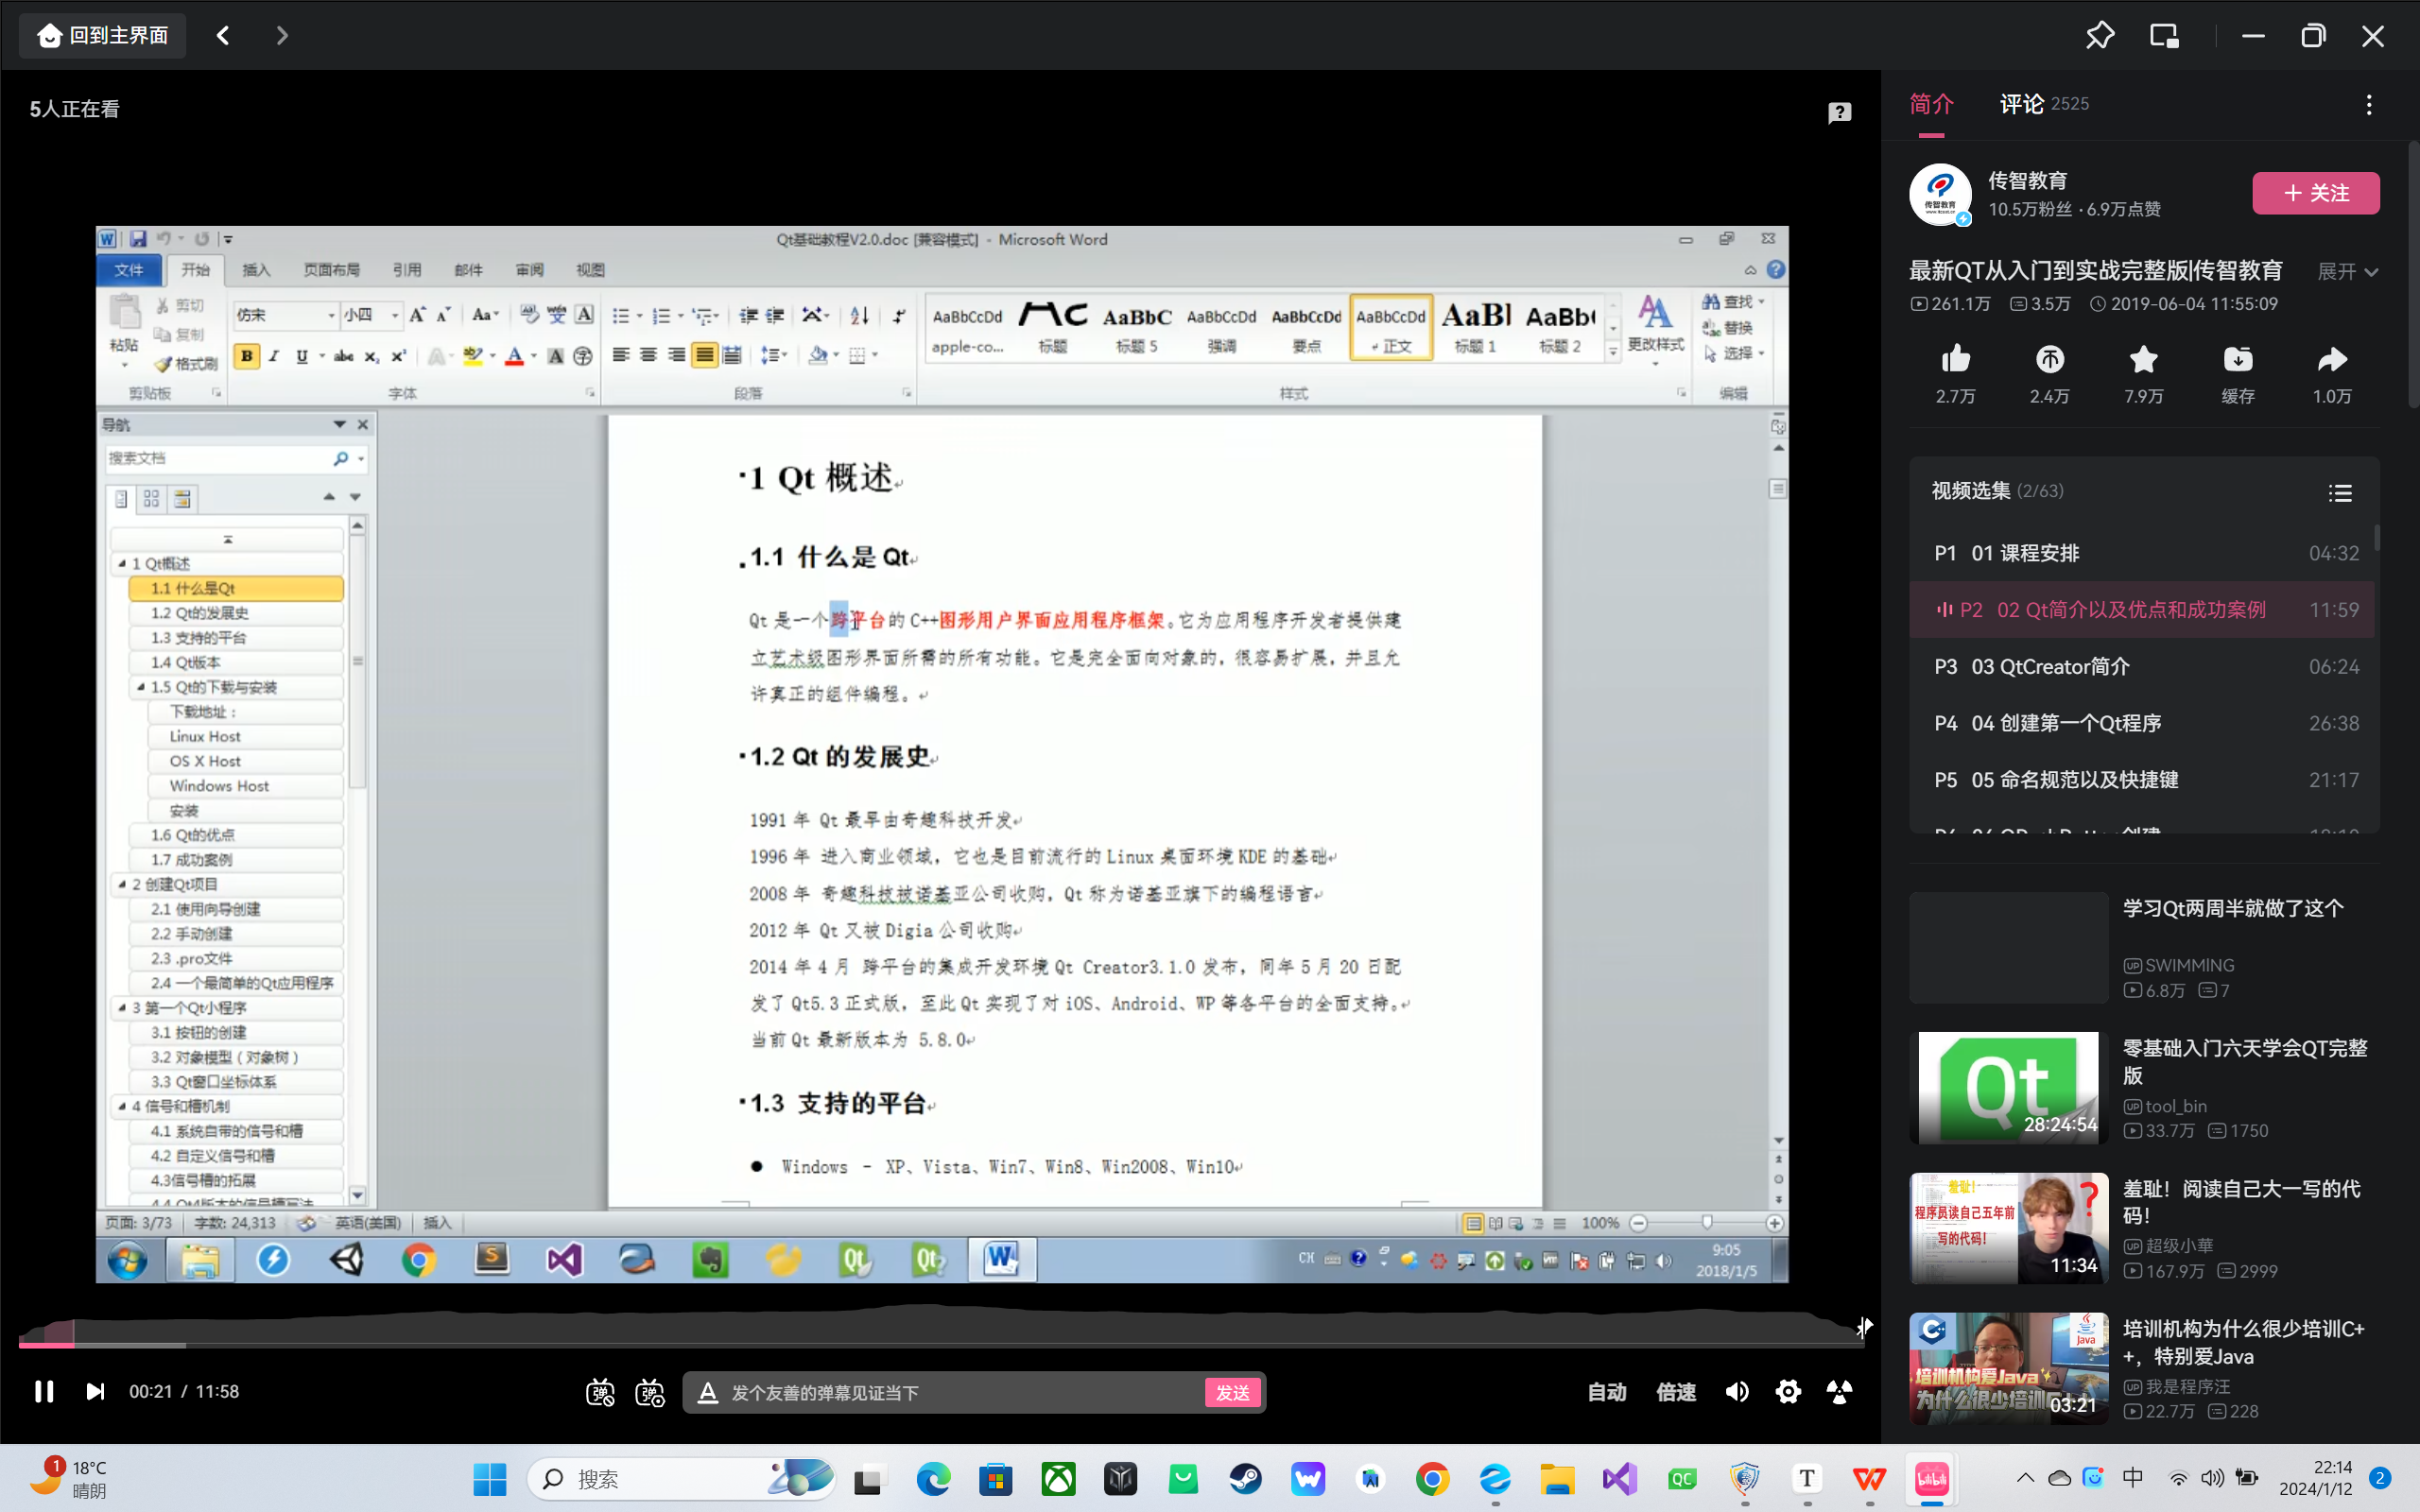 回到主界面
5人正在看
Qt基础教程V2.0.doc [兼容模式] - Microsoft Word
文件 开始 插入 页面布局 引用 邮件 审阅 视图
粘贴 剪切 复制 格式刷 剪贴板
仿宋 小四 字体
段落
AaBbCcDd AaBbC AaBbCcDd AaBbCcDd AaBbCcDd AaBl AaBb
apple-co... 标题 标题 5 强调 要点 正文 标题 1 标题 2
更改样式 样式
查找 替换 选择 编辑
导航
搜索文档
1 Qt概述
1.1 什么是Qt
1.2 Qt的发展史
1.3 支持的平台
1.4 Qt版本
1.5 Qt的下载与安装
下载地址：
Linux Host
OS X Host
Windows Host
安装
1.6 Qt的优点
1.7 成功案例
2 创建Qt项目
2.1 使用向导创建
2.2 手动创建
2.3 .pro文件
2.4 一个最简单的Qt应用程序
3 第一个Qt小程序
3.1 按钮的创建
3.2 对象模型（对象树）
3.3 Qt窗口坐标体系
4 信号和槽机制
4.1 系统自带的信号和槽
4.2 自定义信号和槽
4.3信号槽的拓展
1 Qt 概述
1.1 什么是 Qt
Qt 是一个跨平台的 C++图形用户界面应用程序框架。它为应用程序开发者提供建
立艺术级图形界面所需的所有功能。它是完全面向对象的，很容易扩展，并且允
许真正的组件编程。
1.2 Qt 的发展史
1991 年 Qt 最早由奇趣科技开发
1996 年 进入商业领域，它也是目前流行的 Linux 桌面环境 KDE 的基础
2008 年 奇趣科技被诺基亚公司收购，Qt 称为诺基亚旗下的编程语言
2012 年 Qt 又被 Digia 公司收购
2014 年 4 月 跨平台的集成开发环境 Qt Creator3.1.0 发布，同年 5 月 20 日配
发了 Qt5.3 正式版，至此 Qt 实现了对 iOS、Android、WP 等各平台的全面支持。
当前 Qt 最新版本为 5.8.0
1.3 支持的平台
● Windows – XP、Vista、Win7、Win8、Win2008、Win10
页面: 3/73 字数: 24,313 英语(美国) 插入 100%
CH 9:05
2018/1/5
00:21 / 11:58 发个友善的弹幕见证当下 发送 自动 倍速
简介 评论 2525
传智教育
10.5万粉丝 · 6.9万点赞
+ 关注
最新QT从入门到实战完整版|传智教育 展开
261.1万 3.5万 2019-06-04 11:55:09
2.7万 2.4万 7.9万 缓存 1.0万
视频选集 (2/63)
P1 01 课程安排 04:32
P2 02 Qt简介以及优点和成功案例 11:59
P3 03 QtCreator简介 06:24
P4 04 创建第一个Qt程序 26:38
P5 05 命名规范以及快捷键 21:17
学习Qt两周半就做了这个
UP SWIMMING
6.8万 7
Qt
28:24:54
零基础入门六天学会QT完整
版
UP tool_bin
33.7万 1750
羞耻!
程序员读自己五年前
写的代码!
?
11:34
羞耻！阅读自己大一写的代
码！
UP 超级小華
167.9万 2999
C++
Java
培训机构爱Java
为什么很少培训
03:21
培训机构为什么很少培训C+
+，特别爱Java
UP 我是程序汪
22.7万 228
1
18°C
晴朗
搜索
中
22:14
2024/1/12
2